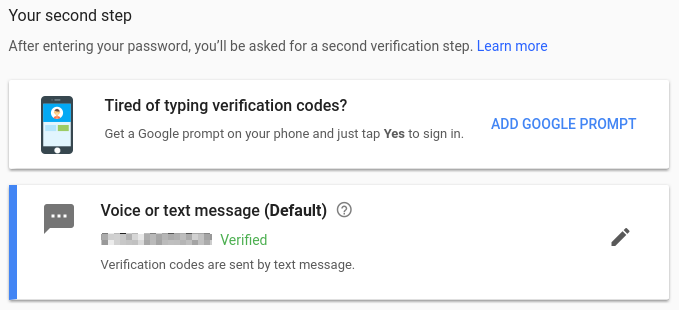 Your second step
After entering your password, you'll be asked for a second verification step. Learn more
Tired of typing verification codes?
Get a Google prompt on your phone and just tap Yes to sign in.
ADD GOOGLE PROMPT
Voice or text message (Default) ?
Verified
Verification codes are sent by text message.